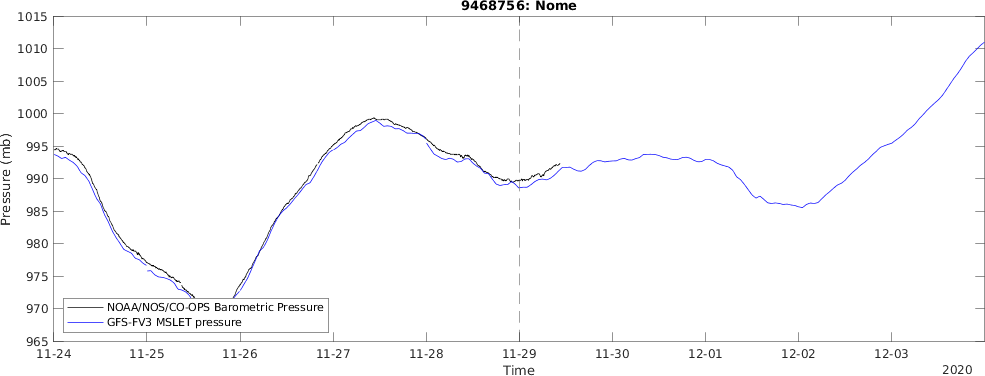 9468756: Nome
1015
1010
1005
1000
995
990
985
980
975
970
965
Pressure (mb)
NOAA/NOS/CO-OPS Barometric Pressure
GFS-FV3 MSLET pressure
11-24 11-25 11-26 11-27 11-28 11-29 11-30 12-01 12-02 12-03
Time
2020